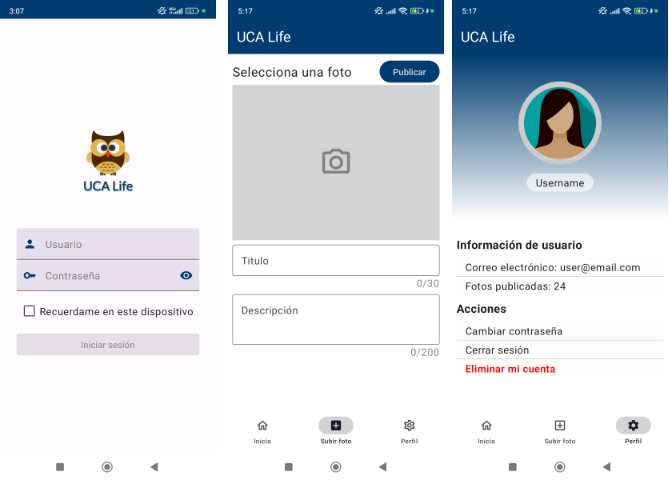 3:07
UCA Life
Usuario
Contraseña
Recuerdame en este dispositivo
Iniciar sesión
5:17
UCA Life
Selecciona una foto
Publicar
Titulo
0/30
Descripción
0/200
Inicio
Subir foto
Perfil
5:17
UCA Life
Username
Información de usuario
Correo electrónico: user@email.com
Fotos publicadas: 24
Acciones
Cambiar contraseña
Cerrar sesión
Eliminar mi cuenta
Inicio
Subir foto
Perfil